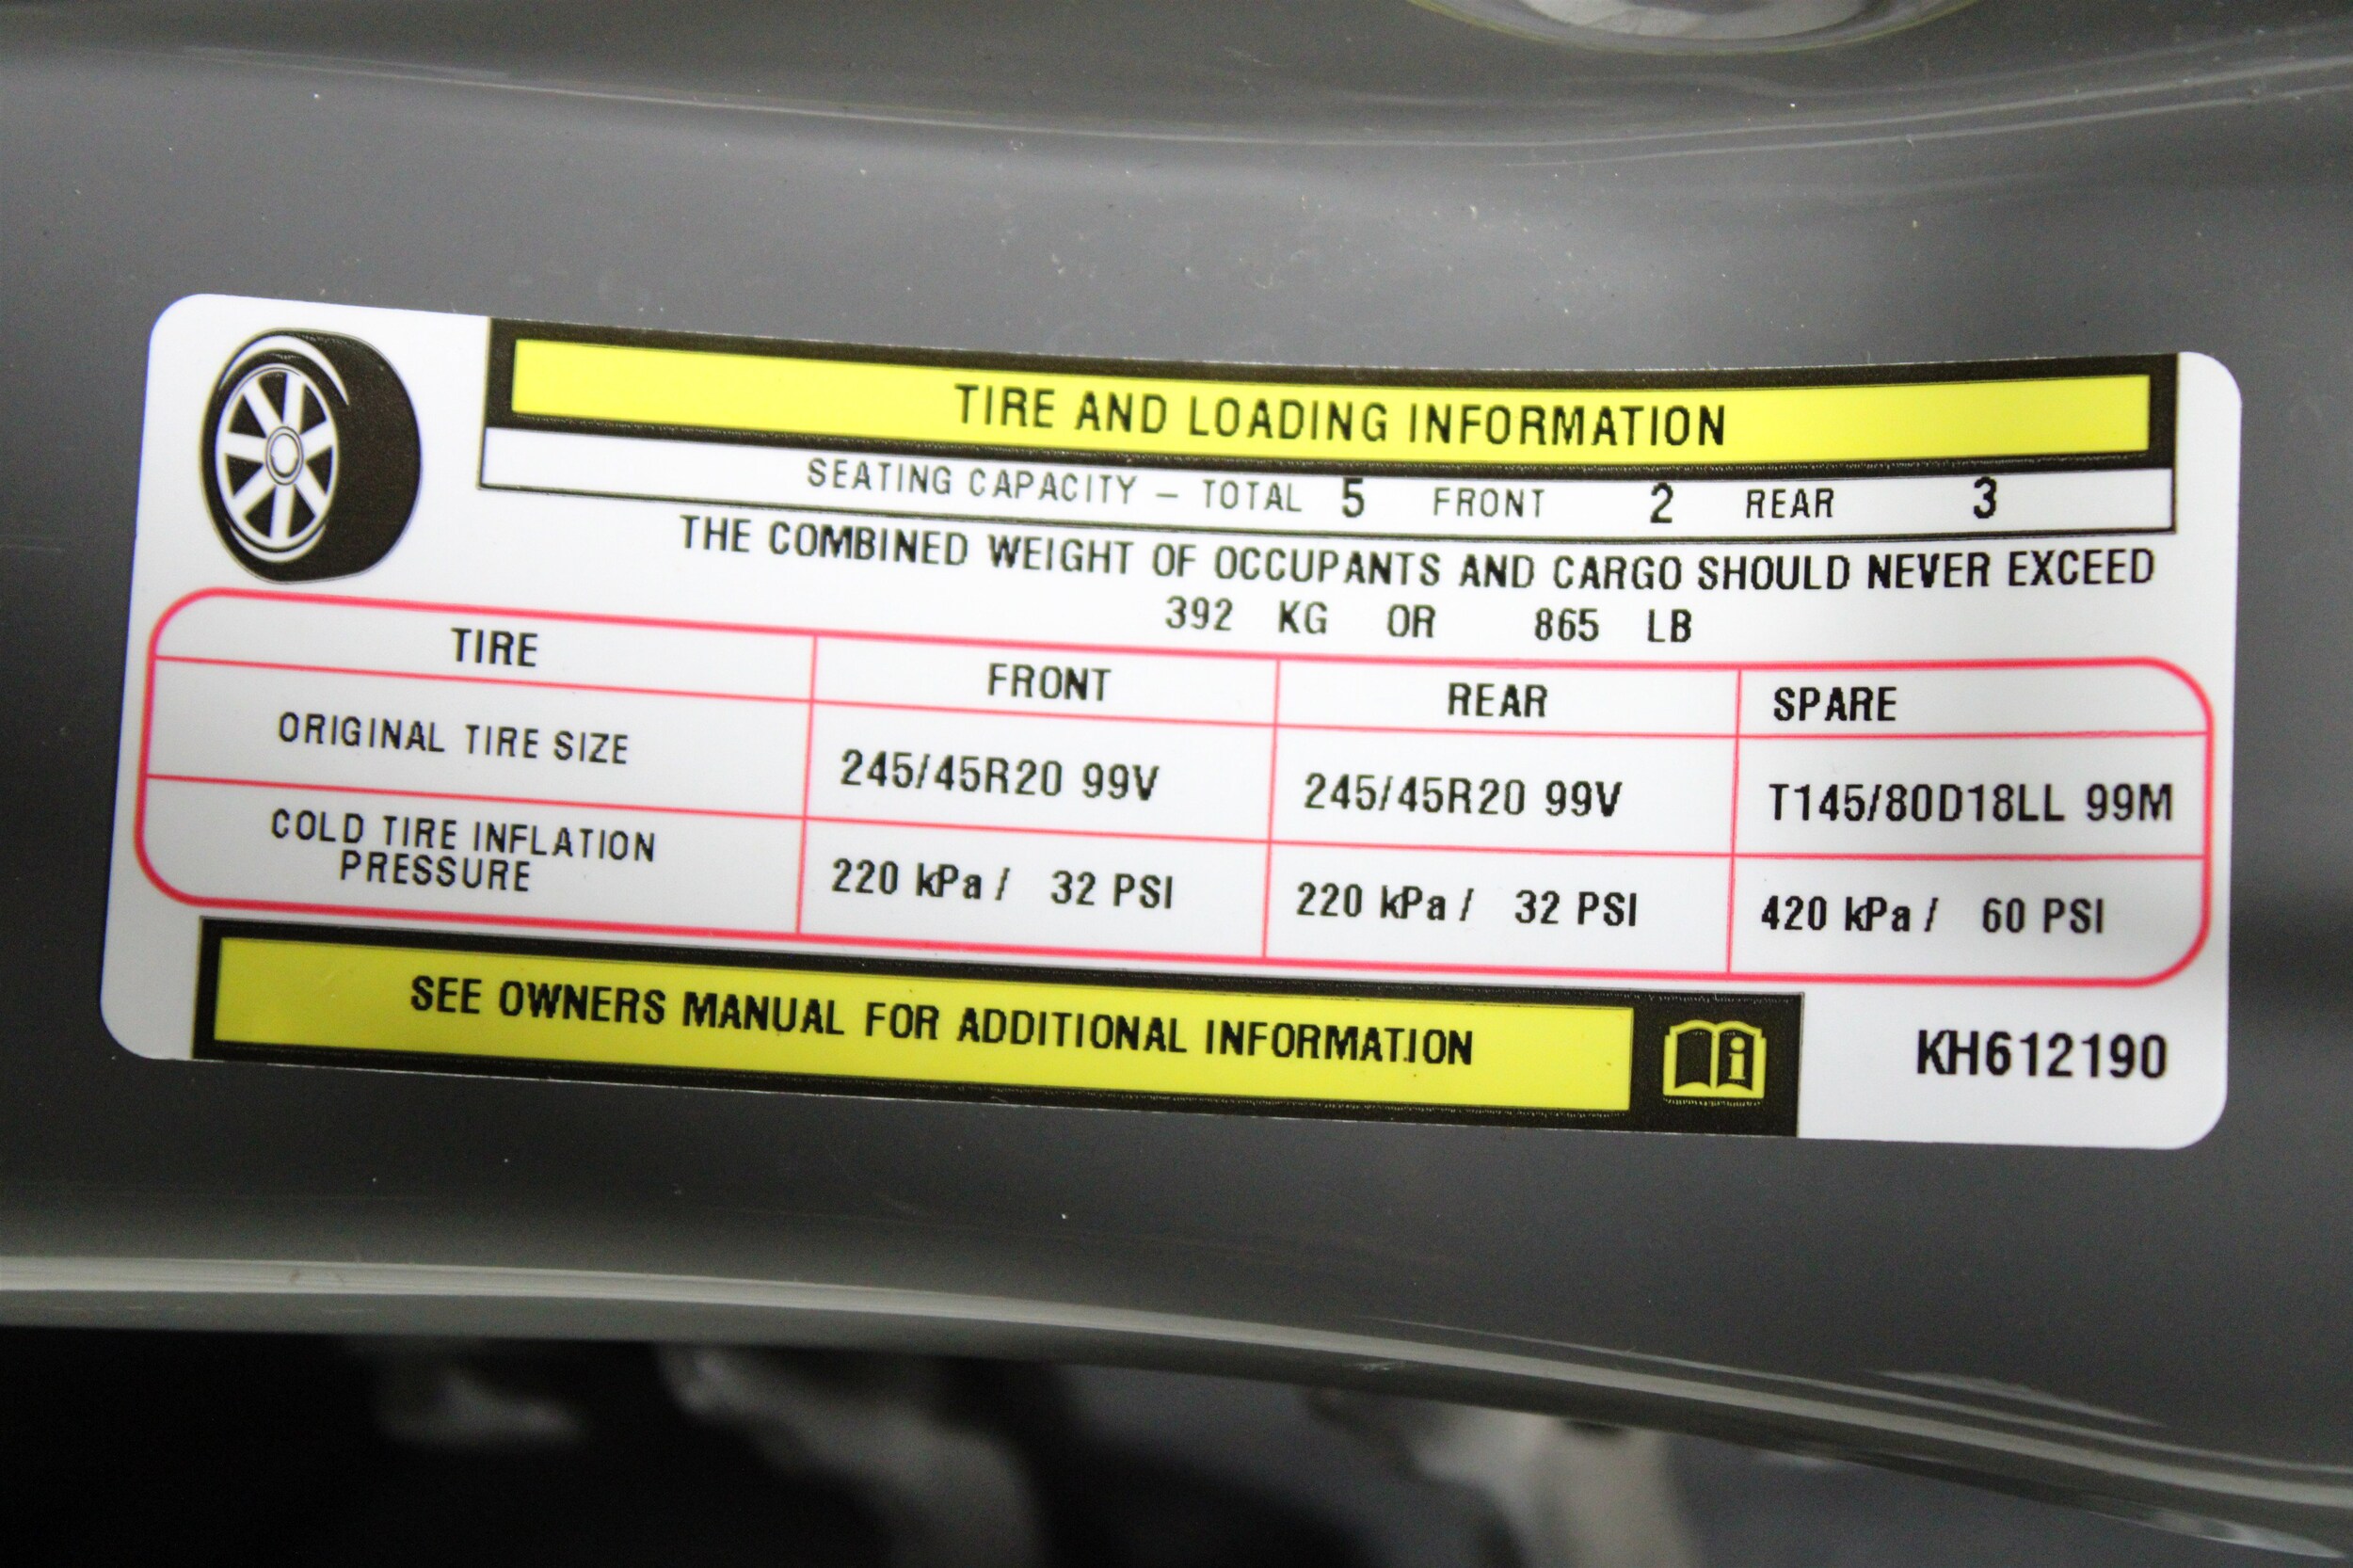 TIRE AND LOADING INFORMATION
SEATING CAPACITY – TOTAL 5 FRONT 2 REAR 3
THE COMBINED WEIGHT OF OCCUPANTS AND CARGO SHOULD NEVER EXCEED
392 KG OR 865 LB
TIRE FRONT REAR SPARE
ORIGINAL TIRE SIZE 245/45R20 99V 245/45R20 99V T145/80D18LL 99M
COLD TIRE INFLATION
PRESSURE 220 kPa / 32 PSI 220 kPa / 32 PSI 420 kPa / 60 PSI
SEE OWNERS MANUAL FOR ADDITIONAL INFORMATION i KH612190